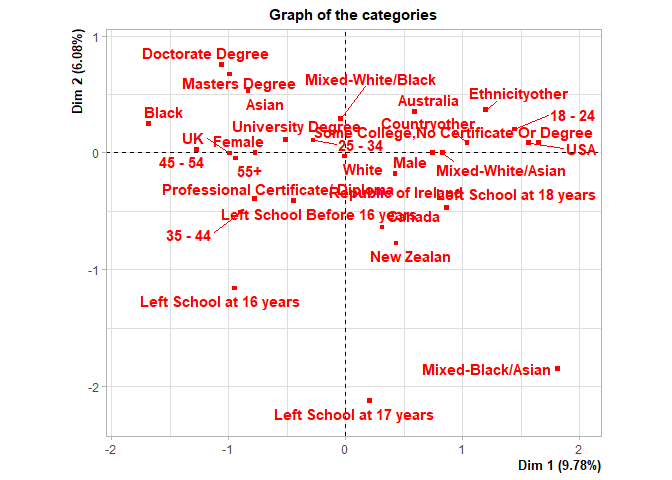 Graph of the categories
Dim 2 (6.08%)
1
0
-1
-2
Doctorate Degree
Masters Degree
Mixed-White/Black
Asian
Australia
Ethnicityother
Black
18 - 24
University Degree
Countryother
Some College,No Certificate Or Degree
UK
Female
25 - 34
USA
45 - 54
55+
White
Male
Mixed-White/Asian
Professional Certificate/Diploma
Republic of Ireland
Left School at 18 years
Left School Before 16 years
Canada
35 - 44
New Zealan
Left School at 16 years
Mixed-Black/Asian
Left School at 17 years
-2
-1
0
1
2
Dim 1 (9.78%)